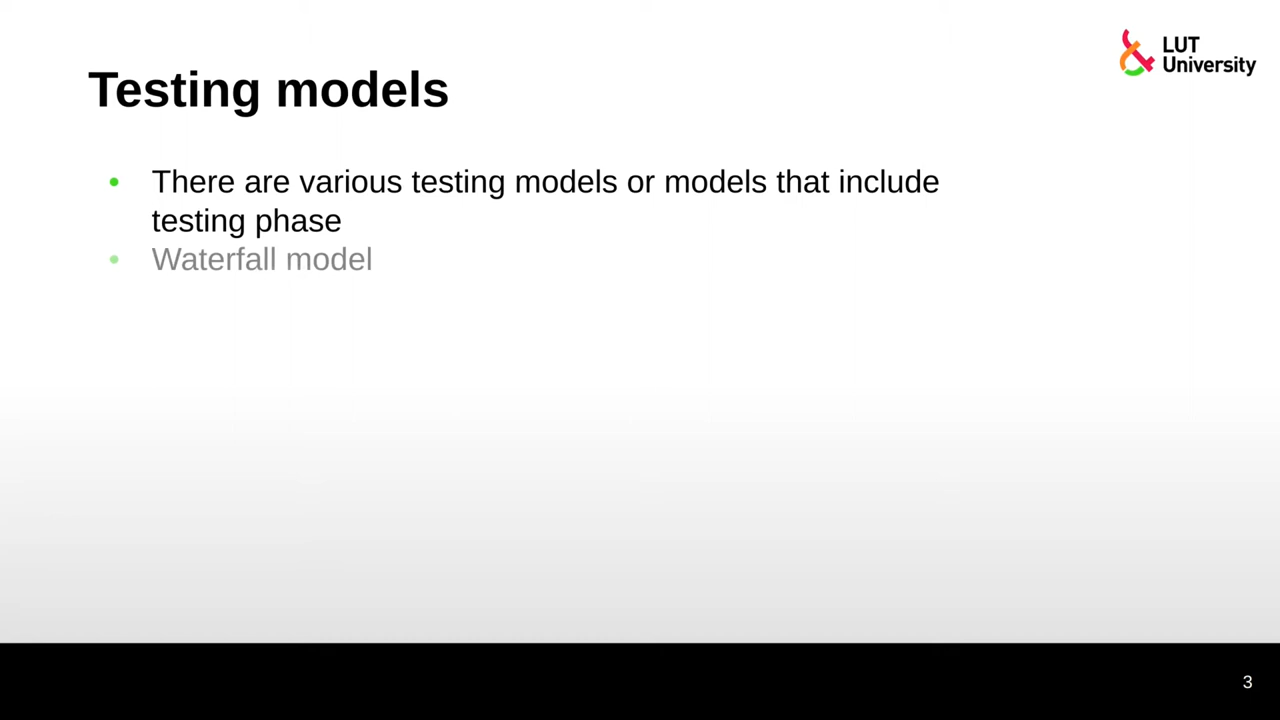 LUT
University
Testing models
• There are various testing models or models that include
testing phase
• Waterfall model
3